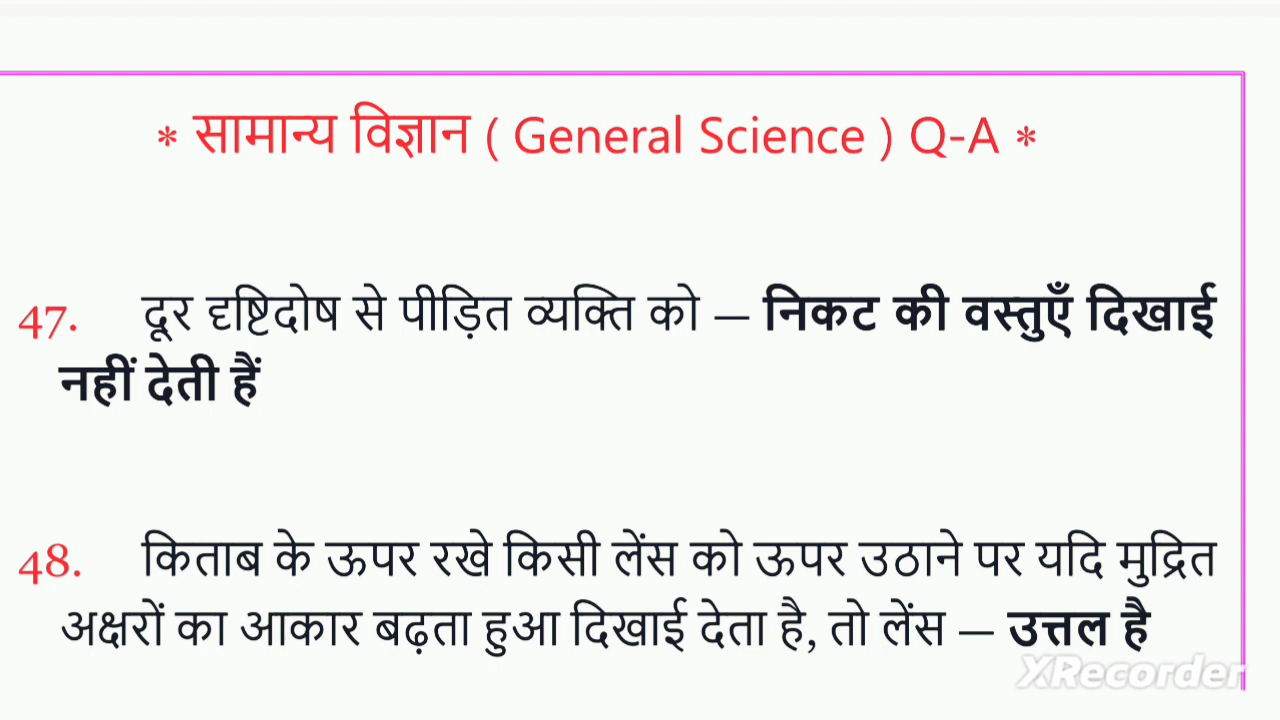 * सामान्य विज्ञान ( General Science ) Q-A *
47. दूर दृष्टिदोष से पीड़ित व्यक्ति को — निकट की वस्तुएँ दिखाई
नहीं देती हैं
48. किताब के ऊपर रखे किसी लेंस को ऊपर उठाने पर यदि मुद्रित
अक्षरों का आकार बढ़ता हुआ दिखाई देता है, तो लेंस — उत्तल है
XRecorder